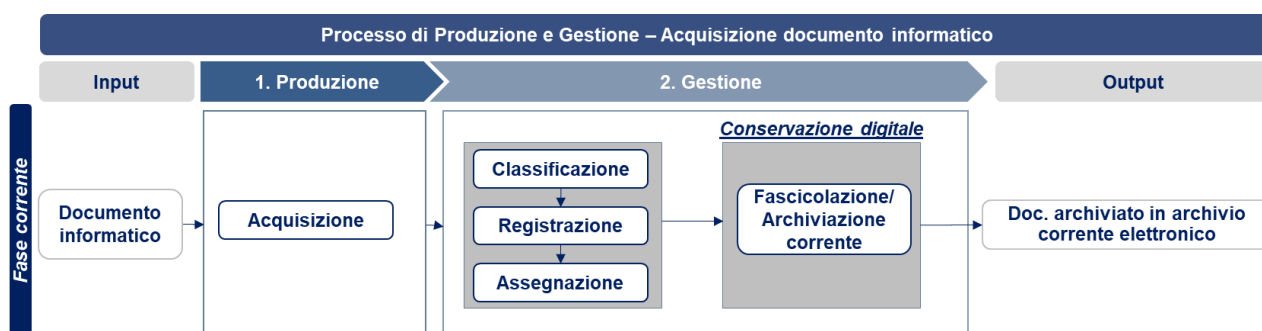 Processo di Produzione e Gestione – Acquisizione documento informatico
Input
1. Produzione
2. Gestione
Output
Fase corrente
Documento
informatico
Acquisizione
Classificazione
Registrazione
Assegnazione
Conservazione digitale
Fascicolazione/
Archiviazione
corrente
Doc. archiviato in archivio
corrente elettronico